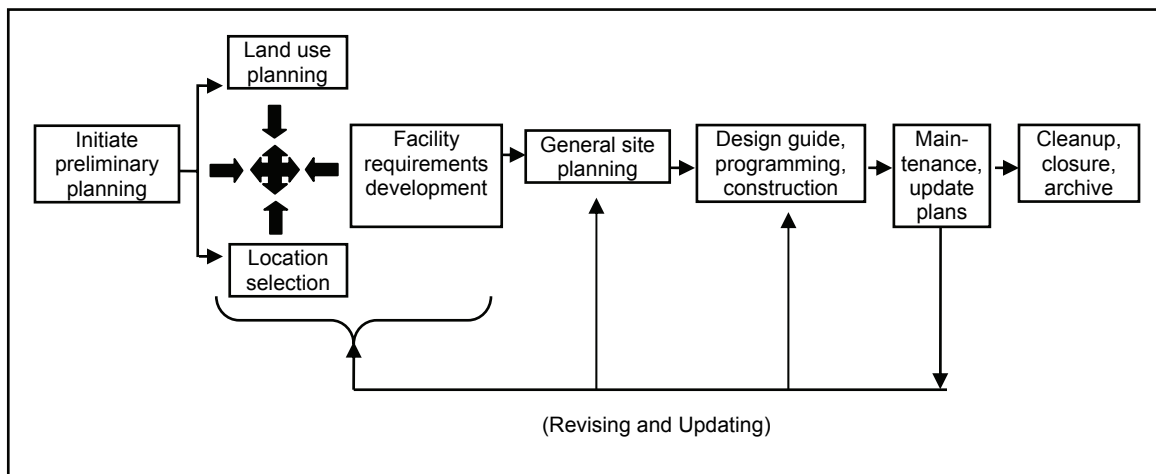 Initiate
preliminary
planning
Land use
planning
Location
selection
Facility
requirements
development
General site
planning
Design guide,
programming,
construction
Main-
tenance,
update
plans
Cleanup,
closure,
archive
(Revising and Updating)